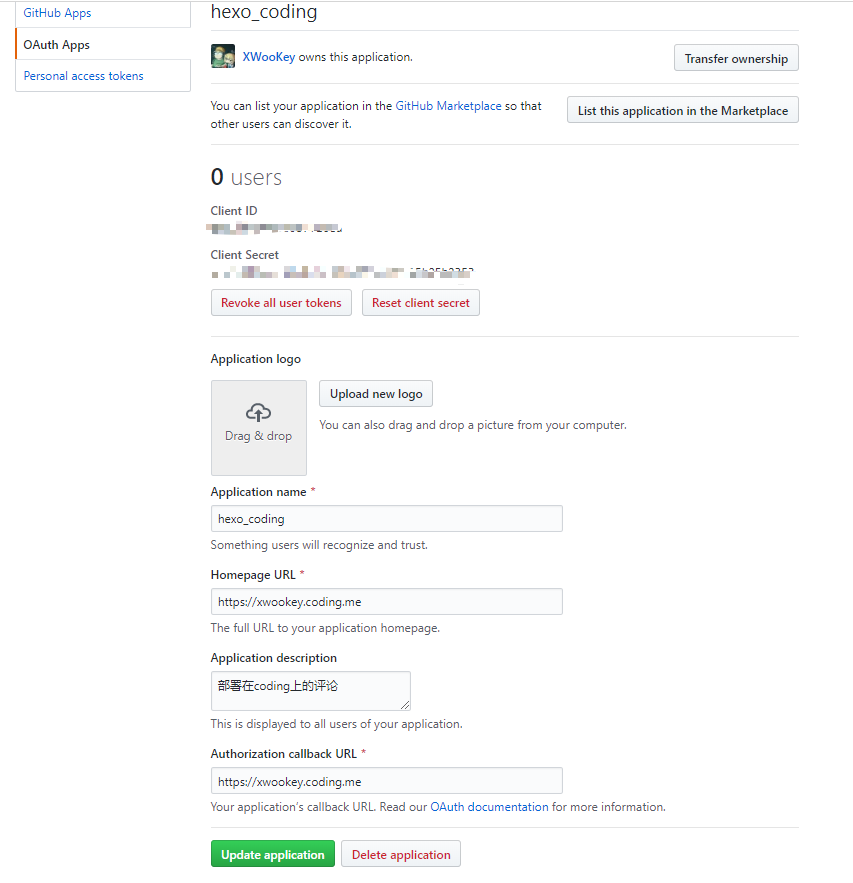 GitHub Apps
OAuth Apps
Personal access tokens
hexo_coding
XWooKey owns this application.
Transfer ownership
You can list your application in the GitHub Marketplace so that
other users can discover it.
List this application in the Marketplace
0 users
Client ID
Client Secret
Revoke all user tokens
Reset client secret
Application logo
Drag & drop
Upload new logo
You can also drag and drop a picture from your computer.
Application name *
hexo_coding
Something users will recognize and trust.
Homepage URL *
https://xwookey.coding.me
The full URL to your application homepage.
Application description
部署在coding上的评论
This is displayed to all users of your application.
Authorization callback URL *
https://xwookey.coding.me
Your application's callback URL. Read our OAuth documentation for more information.
Update application
Delete application